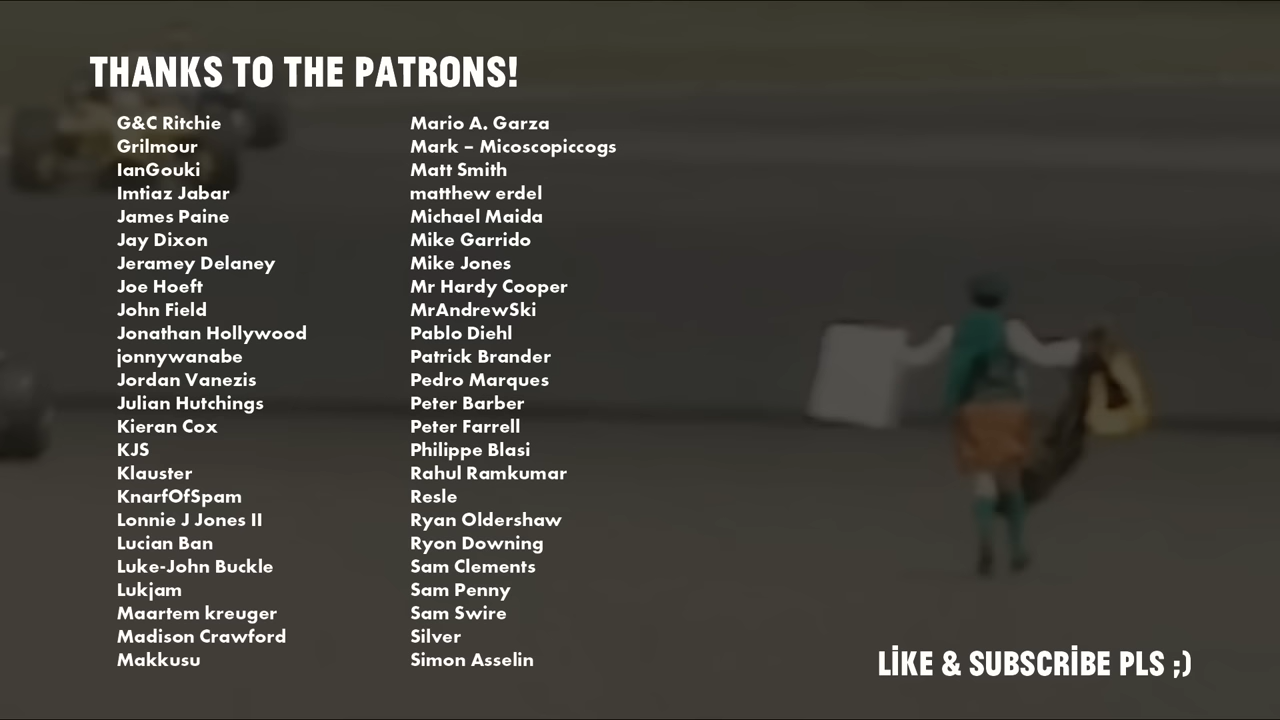 THANKS TO THE PATRONS!
G&C Ritchie
Grilmour
IanGouki
Imtiaz Jabar
James Paine
Jay Dixon
Jeramey Delaney
Joe Hoeft
John Field
Jonathan Hollywood
jonnywanabe
Jordan Vanezis
Julian Hutchings
Kieran Cox
KJS
Klauster
KnarfOfSpam
Lonnie J Jones II
Lucian Ban
Luke-John Buckle
Lukjam
Maartem kreuger
Madison Crawford
Makkusu
Mario A. Garza
Mark – Micoscopiccogs
Matt Smith
matthew erdel
Michael Maida
Mike Garrido
Mike Jones
Mr Hardy Cooper
MrAndrewSki
Pablo Diehl
Patrick Brander
Pedro Marques
Peter Barber
Peter Farrell
Philippe Blasi
Rahul Ramkumar
Resle
Ryan Oldershaw
Ryon Downing
Sam Clements
Sam Penny
Sam Swire
Silver
Simon Asselin
LİKE & SUBSCRİBE PLS ;)